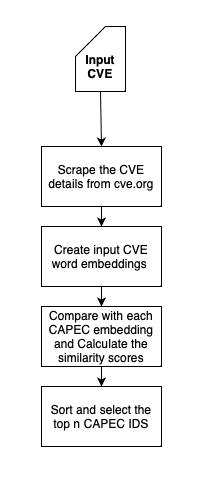 Input
CVE
Scrape the CVE
details from cve.org
Create input CVE
word embeddings
Compare with each
CAPEC embedding
and Calculate the
similarity scores
Sort and select the
top n CAPEC IDS